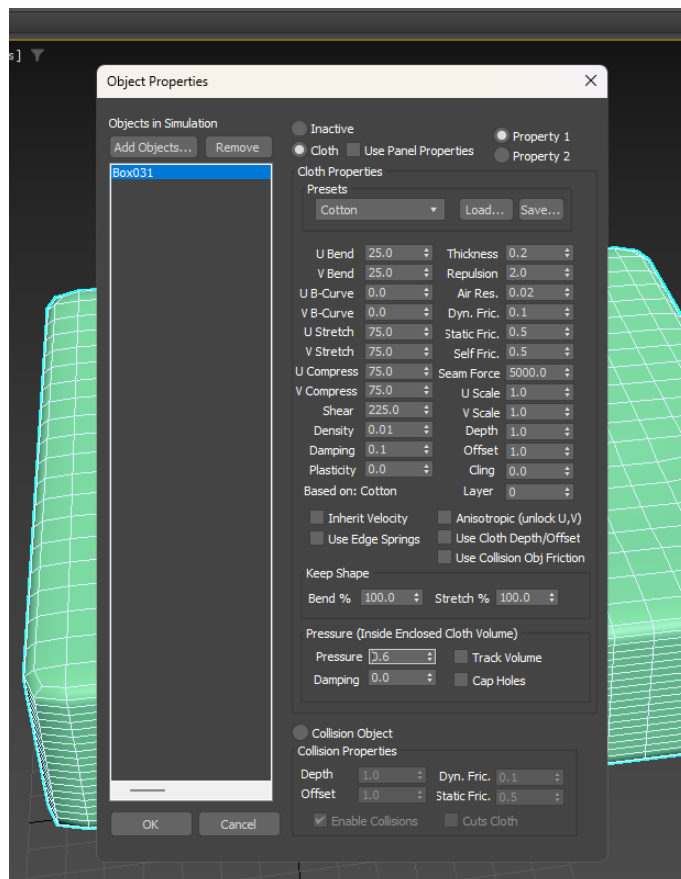 s]
Object Properties
Objects in Simulation
Add Objects... Remove
Box031
OK Cancel
Inactive
Cloth Use Panel Properties
Property 1
Property 2
Cloth Properties
Presets
Cotton Load... Save...
U Bend 25.0 Thickness 0.2
V Bend 25.0 Repulsion 2.0
U B-Curve 0.0 Air Res. 0.02
V B-Curve 0.0 Dyn. Fric. 0.1
U Stretch 75.0 Static Fric. 0.5
V Stretch 75.0 Self Fric. 0.5
U Compress 75.0 Seam Force 5000.0
V Compress 75.0 U Scale 1.0
Shear 225.0 V Scale 1.0
Density 0.01 Depth 1.0
Damping 0.1 Offset 1.0
Plasticity 0.0 Cling 0.0
Based on: Cotton Layer 0
Inherit Velocity Anisotropic (unlock U,V)
Use Edge Springs Use Cloth Depth/Offset
Use Collision Obj Friction
Keep Shape
Bend % 100.0 Stretch % 100.0
Pressure (Inside Enclosed Cloth Volume)
Pressure 0.6 Track Volume
Damping 0.0 Cap Holes
Collision Object
Collision Properties
Depth 1.0 Dyn. Fric. 0.1
Offset 1.0 Static Fric. 0.5
Enable Collisions Cuts Cloth